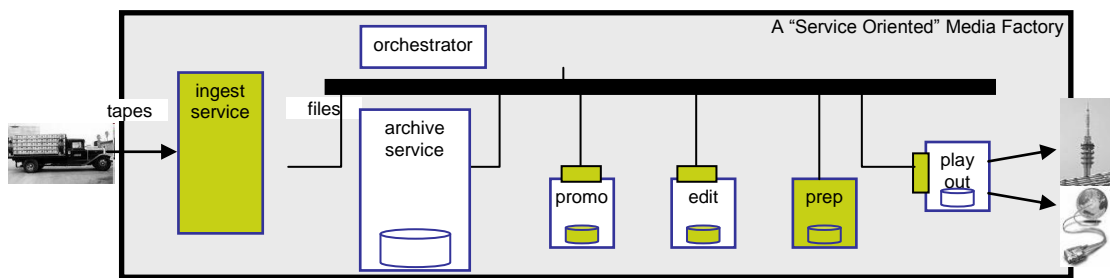 A “Service Oriented” Media Factory
orchestrator
ingest
service
tapes
files
archive
service
promo
edit
prep
play
out